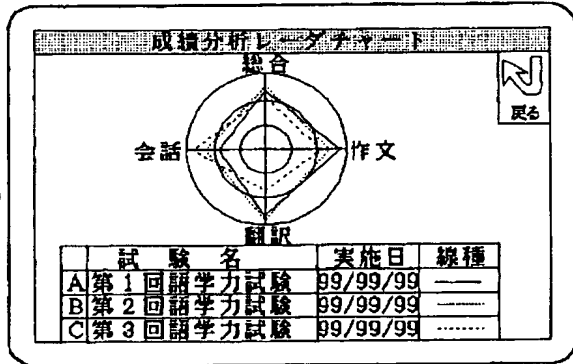 成績分析レーダチャート
戻る
総合
会話
作文
翻訳
試験名 実施日 線種
A 第1回語学力試験 99/99/99
B 第2回語学力試験 99/99/99
C 第3回語学力試験 99/99/99